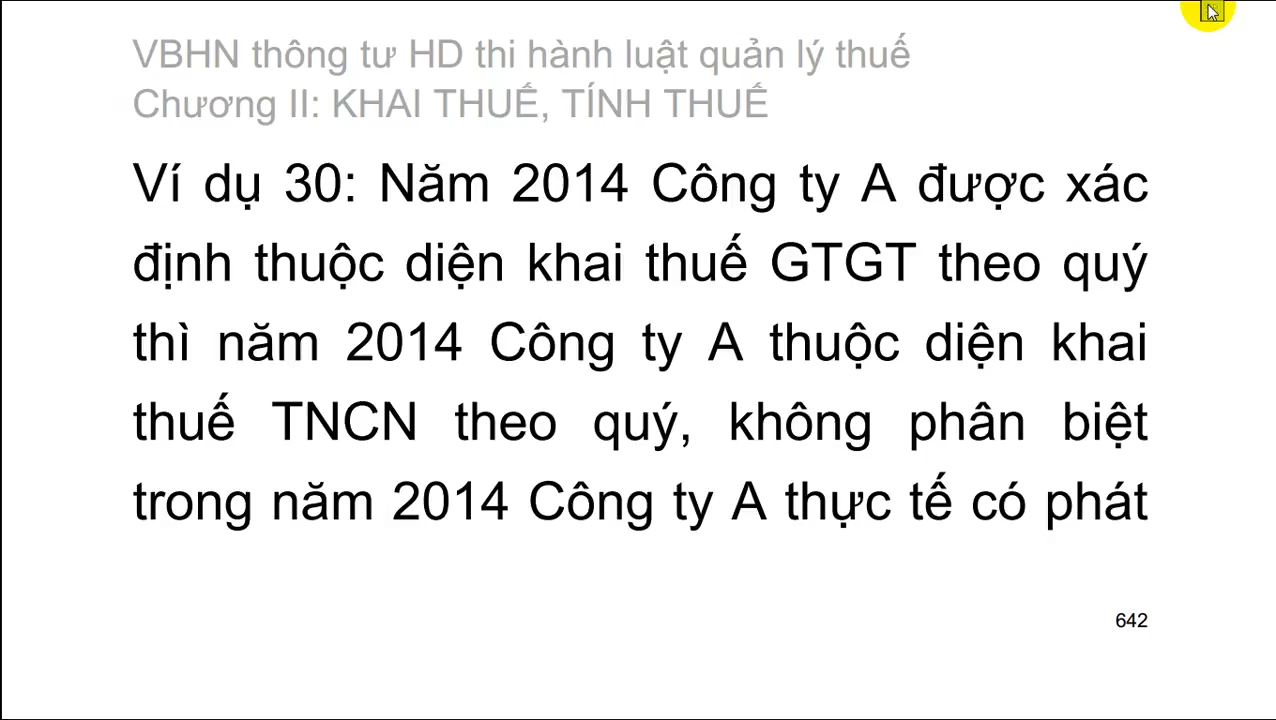 VBHN thông tư HD thi hành luật quản lý thuế
Chương II: KHAI THUẾ, TÍNH THUẾ
Ví dụ 30: Năm 2014 Công ty A được xác
định thuộc diện khai thuế GTGT theo quý
thì năm 2014 Công ty A thuộc diện khai
thuế TNCN theo quý, không phân biệt
trong năm 2014 Công ty A thực tế có phát
642